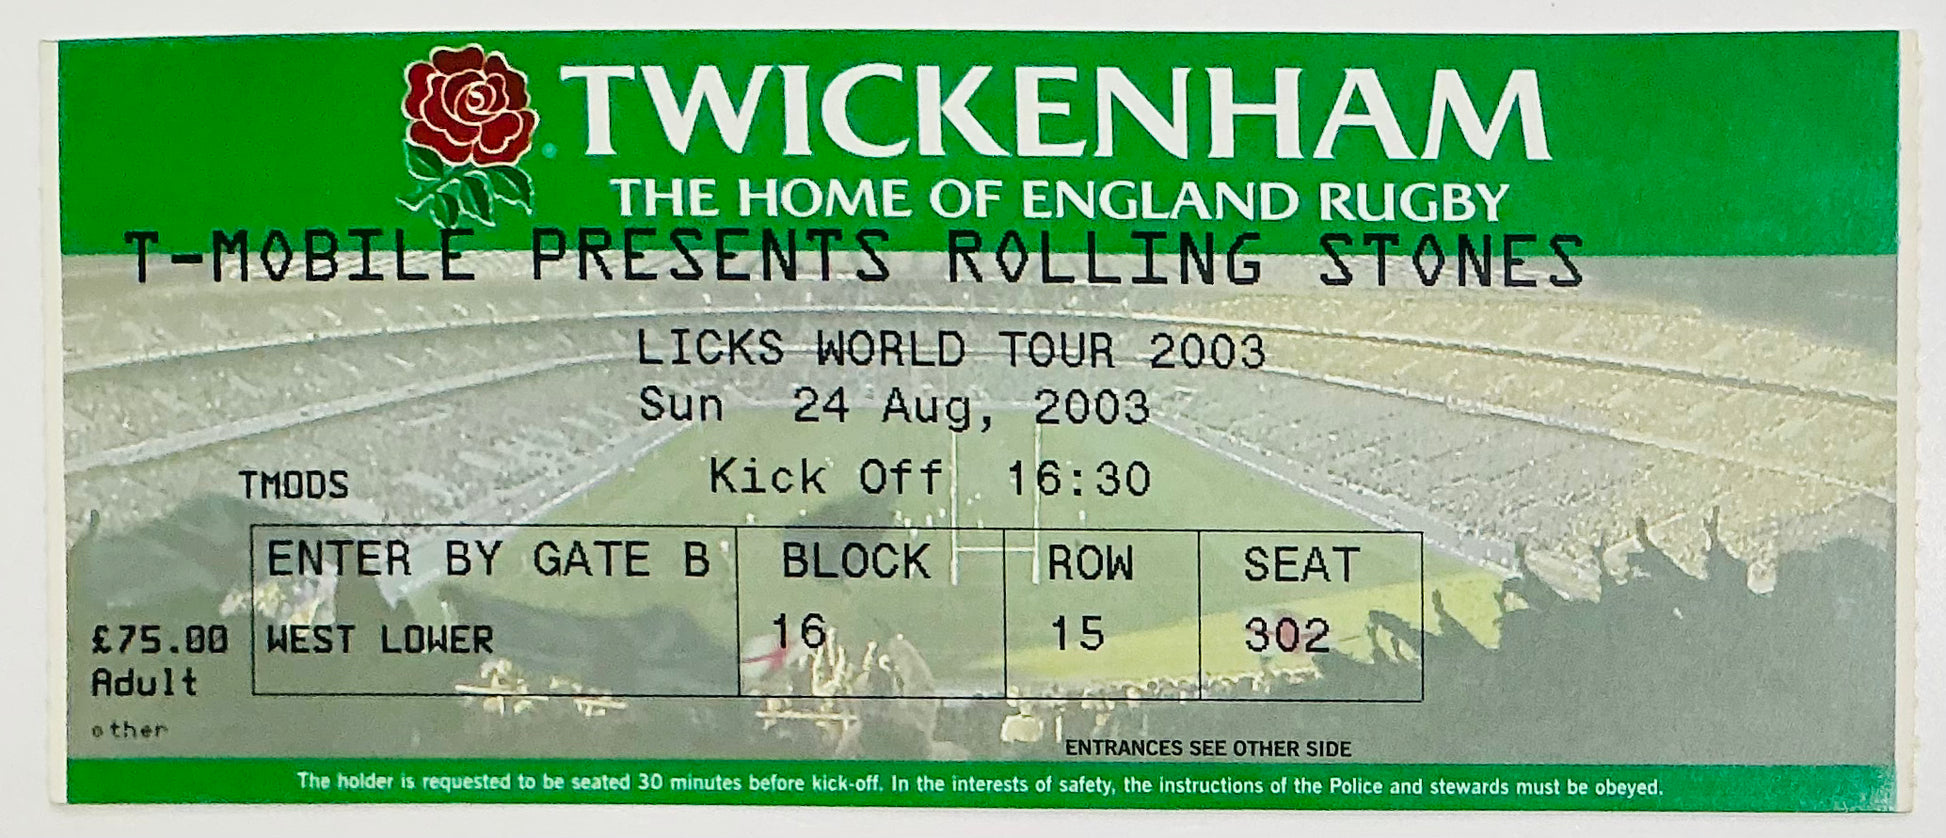 TWICKENHAM
THE HOME OF ENGLAND RUGBY
T-MOBILE PRESENTS ROLLING STONES
LICKS WORLD TOUR 2003
Sun 24 Aug, 2003
TMODS Kick Off 16:30
ENTER BY GATE B BLOCK ROW SEAT
£75.00 WEST LOWER 16 15 302
Adult
other
ENTRANCES SEE OTHER SIDE
The holder is requested to be seated 30 minutes before kick-off. In the interests of safety, the instructions of the Police and stewards must be obeyed.